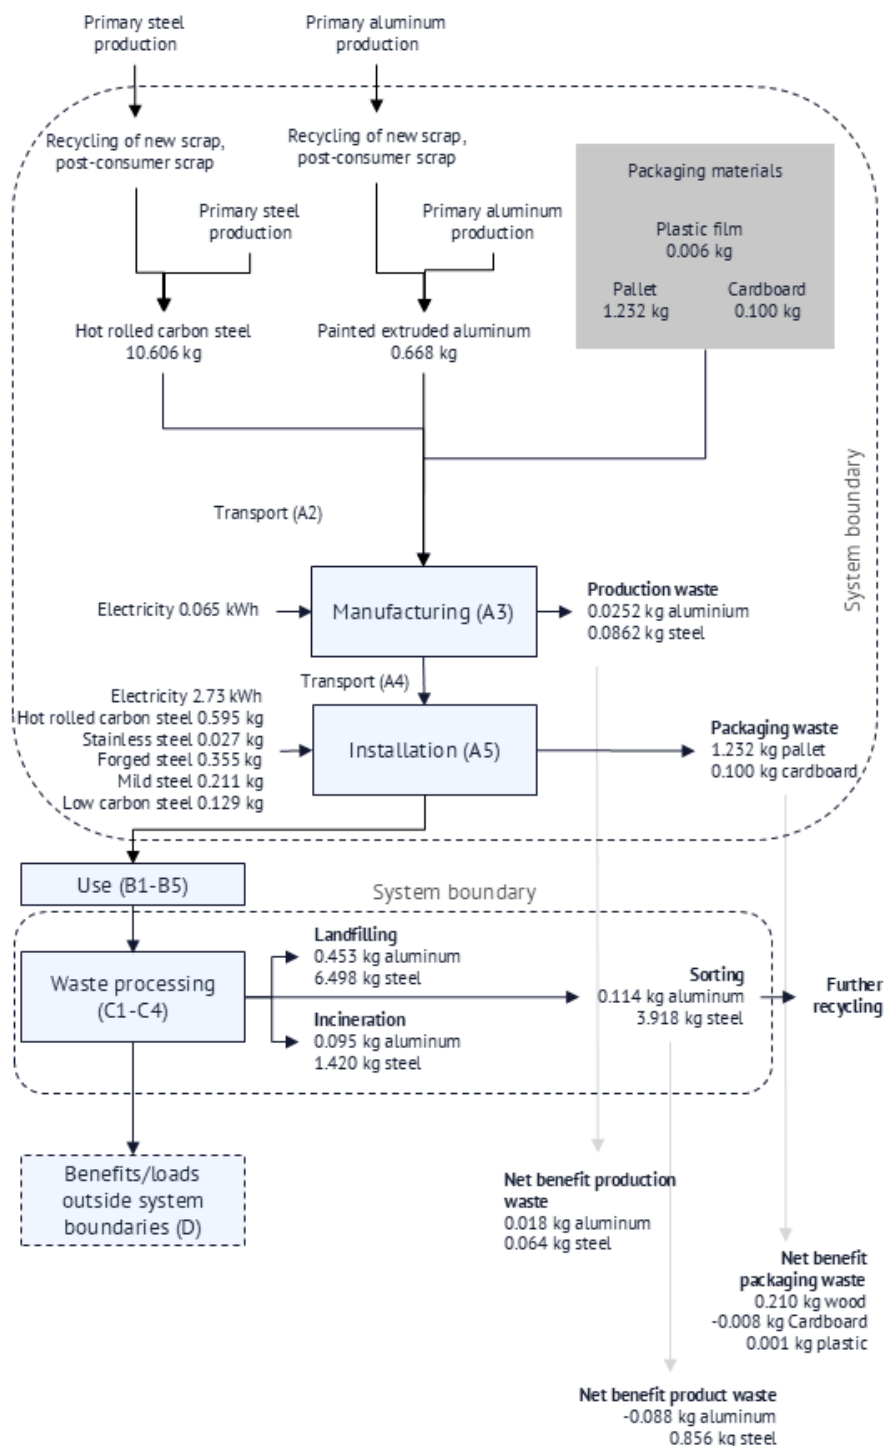 Primary steel
production
Primary aluminum
production
Recycling of new scrap,
post-consumer scrap
Recycling of new scrap,
post-consumer scrap
Primary steel
production
Primary aluminum
production
Packaging materials
Plastic film
0.006 kg
Pallet
1.232 kg
Cardboard
0.100 kg
Hot rolled carbon steel
10.606 kg
Painted extruded aluminum
0.668 kg
System boundary
Transport (A2)
Electricity 0.065 kWh
Manufacturing (A3)
Production waste
0.0252 kg aluminium
0.0862 kg steel
Transport (A4)
Electricity 2.73 kWh
Hot rolled carbon steel 0.595 kg
Stainless steel 0.027 kg
Forged steel 0.355 kg
Mild steel 0.211 kg
Low carbon steel 0.129 kg
Installation (A5)
Packaging waste
1.232 kg pallet
0.100 kg cardboard
Use (B1-B5)
System boundary
Waste processing
(C1-C4)
Landfilling
0.453 kg aluminum
6.498 kg steel
Incineration
0.095 kg aluminum
1.420 kg steel
Sorting
0.114 kg aluminum
3.918 kg steel
Further
recycling
Benefits/loads
outside system
boundaries (D)
Net benefit production
waste
0.018 kg aluminum
0.064 kg steel
Net benefit
packaging waste
0.210 kg wood
-0.008 kg Cardboard
0.001 kg plastic
Net benefit product waste
-0.088 kg aluminum
0.856 kg steel